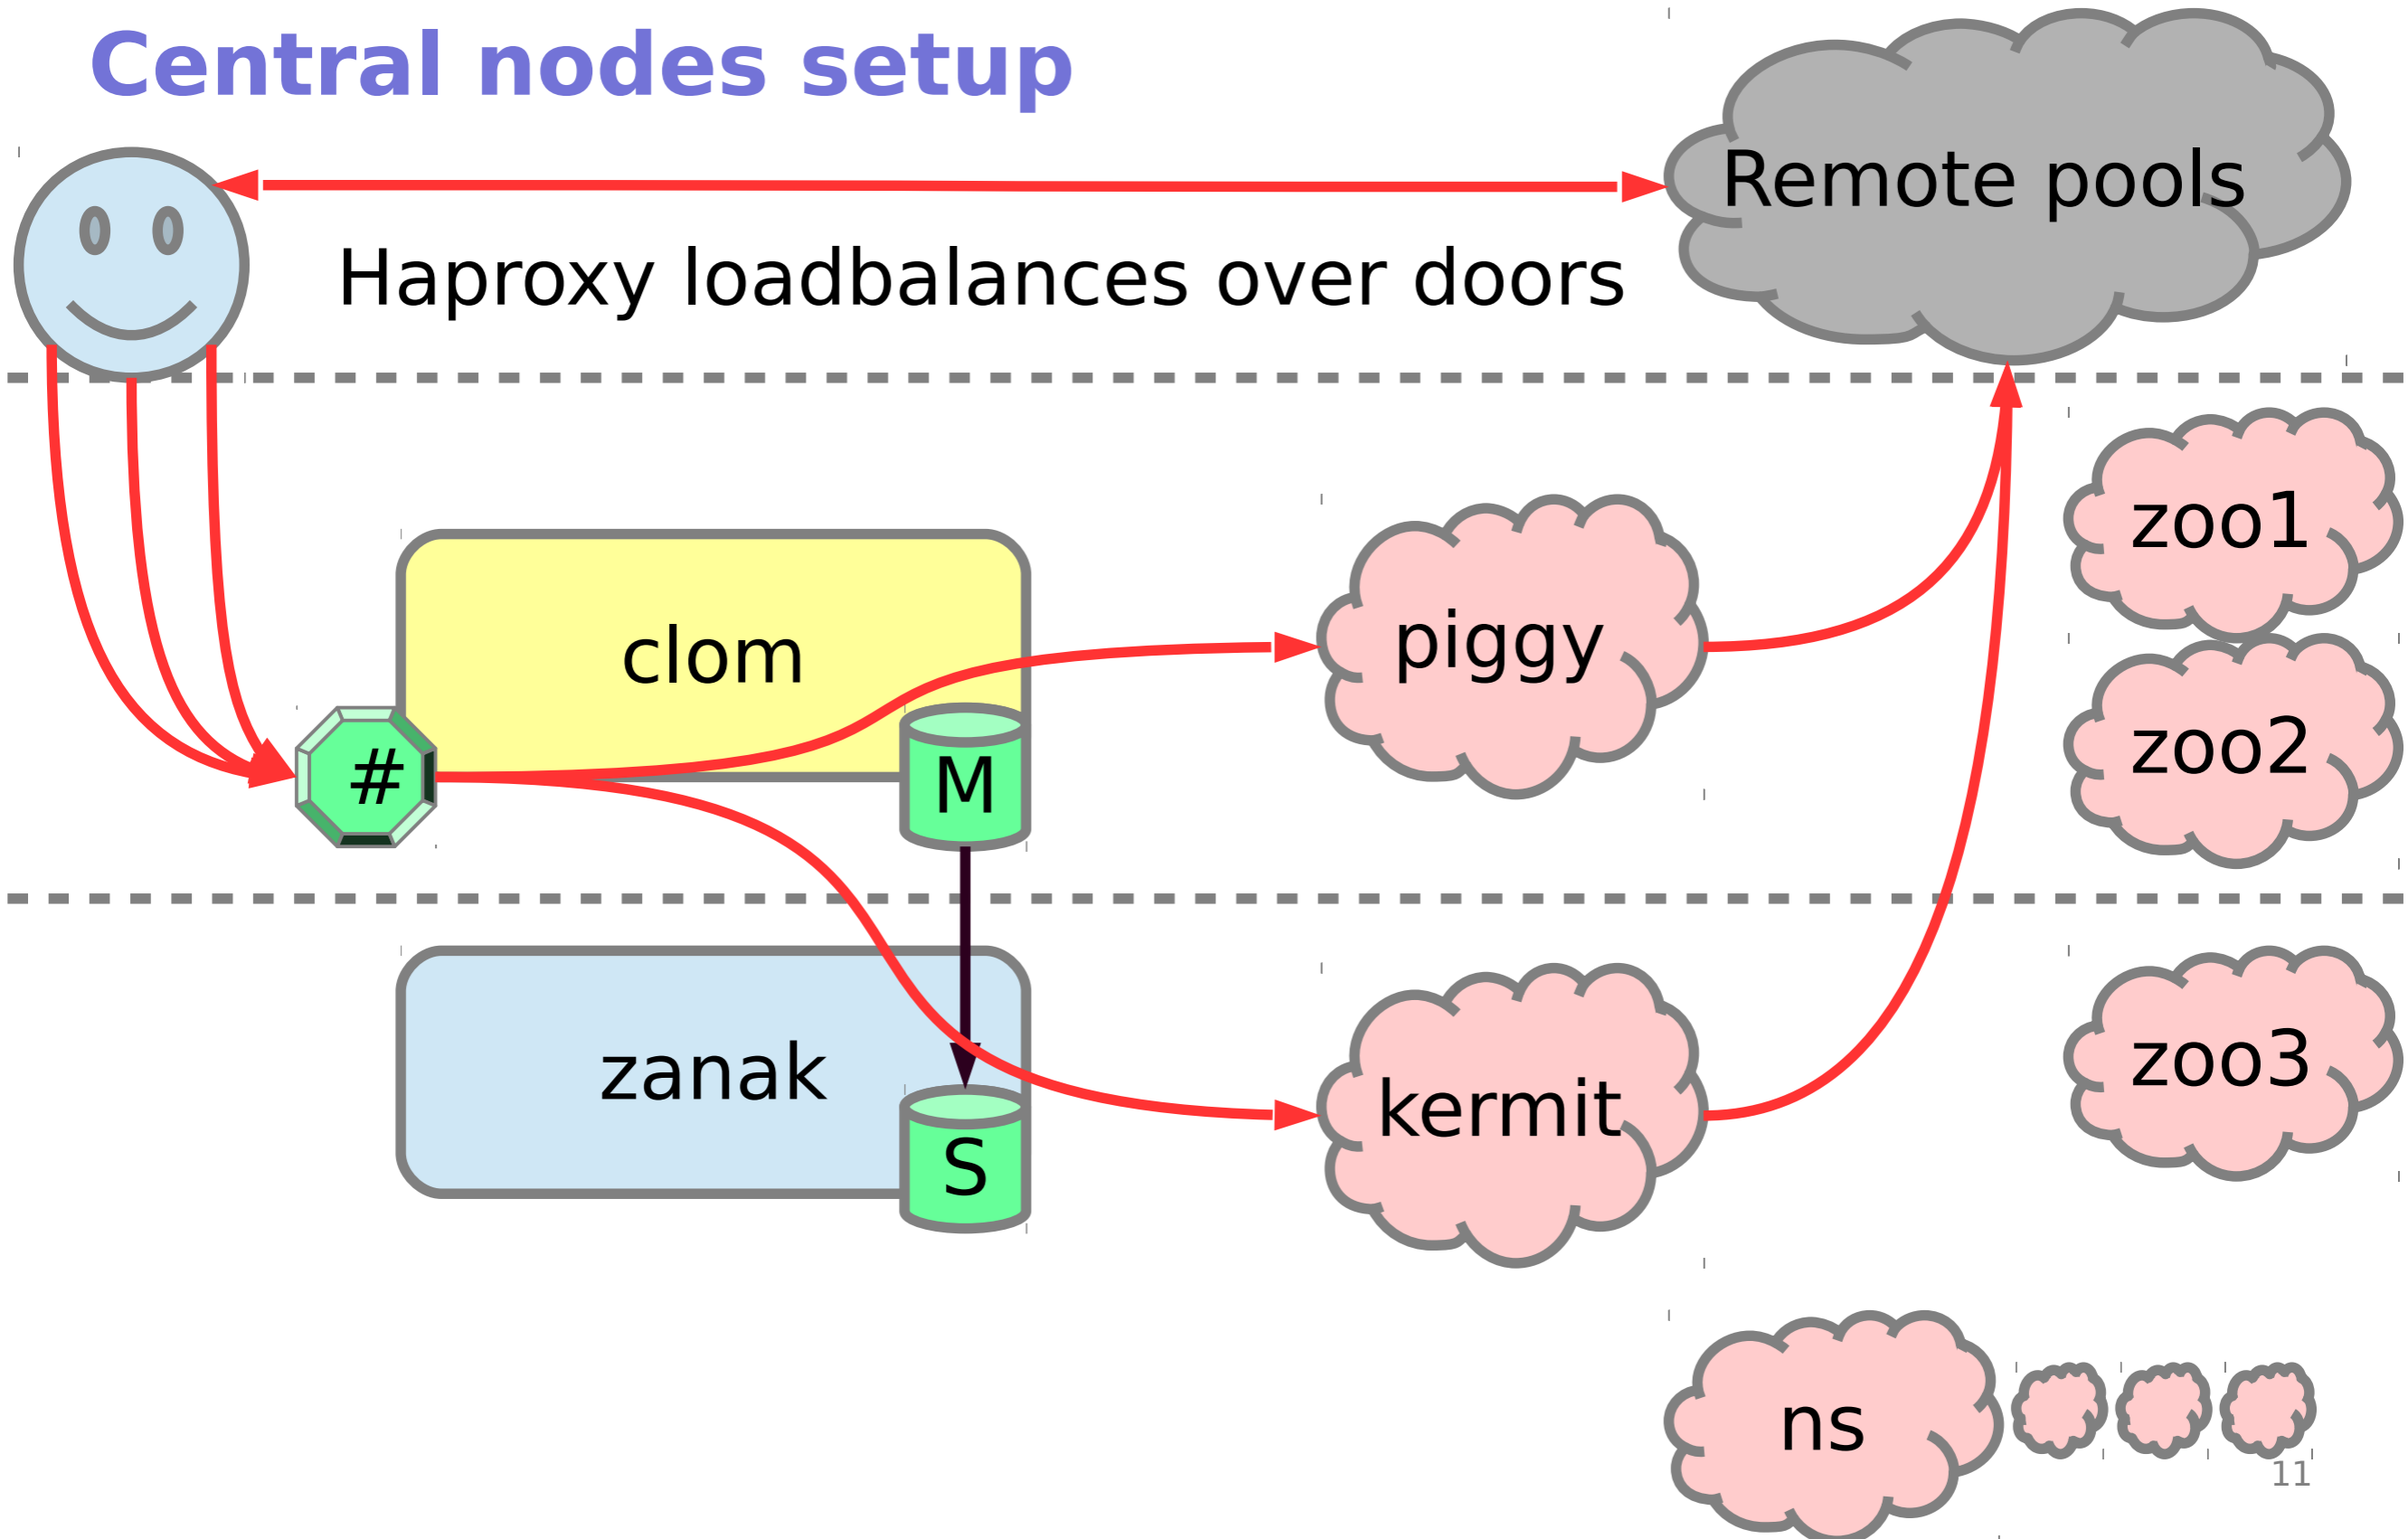 Central nodes setup
Remote pools
Haproxy loadbalances over doors
zoo1
clom
piggy
zoo2
#
M
zanak
kermit
zoo3
S
ns
11